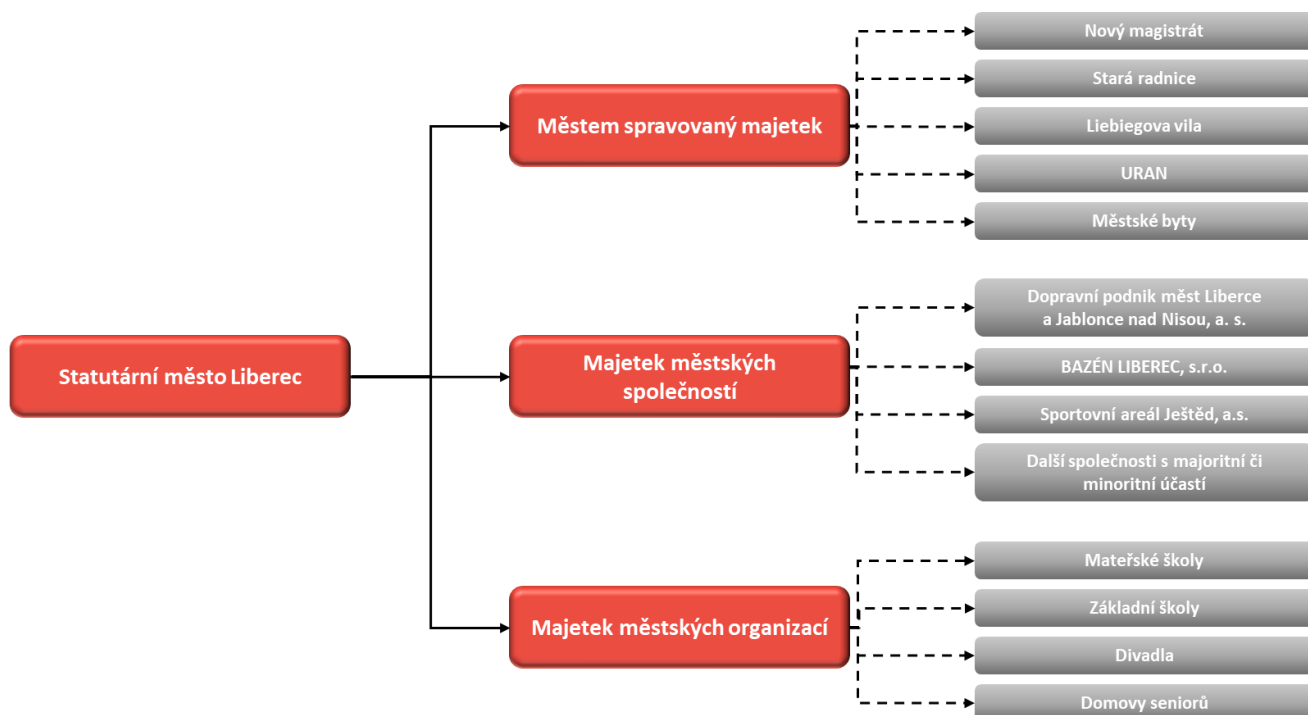 Statutární město Liberec
Městem spravovaný majetek
Nový magistrát
Stará radnice
Liebiegova vila
URAN
Městské byty
Majetek městských
společností
Dopravní podnik měst Liberce
a Jablonce nad Nisou, a. s.
BAZÉN LIBEREC, s.r.o.
Sportovní areál Ještěd, a.s.
Další společnosti s majoritní či
minoritní účastí
Majetek městských organizací
Mateřské školy
Základní školy
Divadla
Domovy seniorů